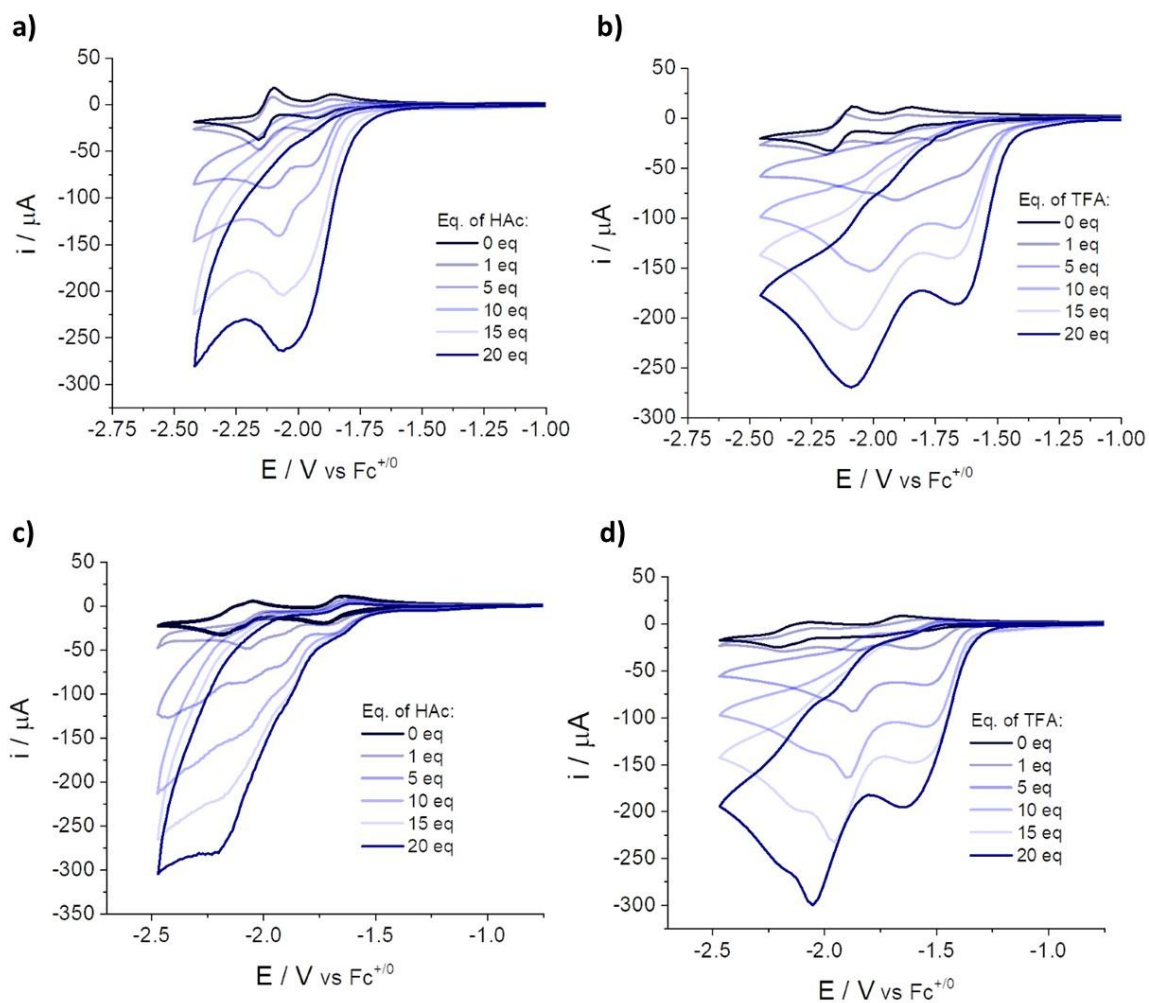 a)
50
0
-50
-100
-150
-200
-250
-300
i / μA
Eq. of HAc:
0 eq
1 eq
5 eq
10 eq
15 eq
20 eq
-2.75 -2.50 -2.25 -2.00 -1.75 -1.50 -1.25 -1.00
E / V vs Fc+/0
b)
50
0
-50
-100
-150
-200
-250
-300
i / μA
Eq. of TFA:
0 eq
1 eq
5 eq
10 eq
15 eq
20 eq
-2.75 -2.50 -2.25 -2.00 -1.75 -1.50 -1.25 -1.00
E / V vs Fc+/0
c)
50
0
-50
-100
-150
-200
-250
-300
-350
i / μA
Eq. of HAc:
0 eq
1 eq
5 eq
10 eq
15 eq
20 eq
-2.5 -2.0 -1.5 -1.0
E / V vs Fc+/0
d)
50
0
-50
-100
-150
-200
-250
-300
i / μA
Eq. of TFA:
0 eq
1 eq
5 eq
10 eq
15 eq
20 eq
-2.5 -2.0 -1.5 -1.0
E / V vs Fc+/0